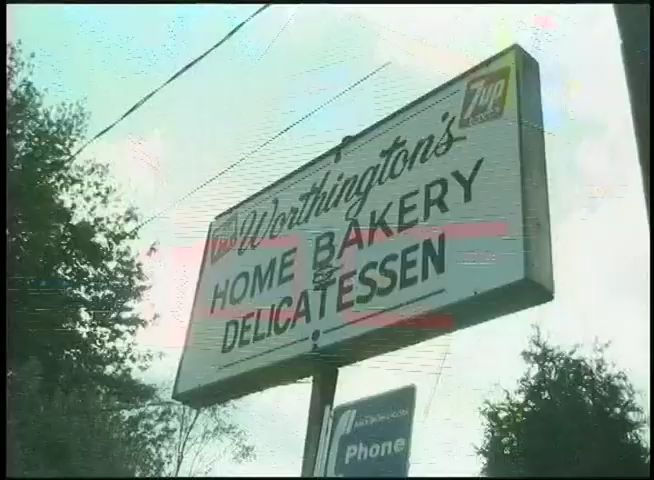 7up
Worthington's
HOME BAKERY
&
DELICATESSEN
Phone